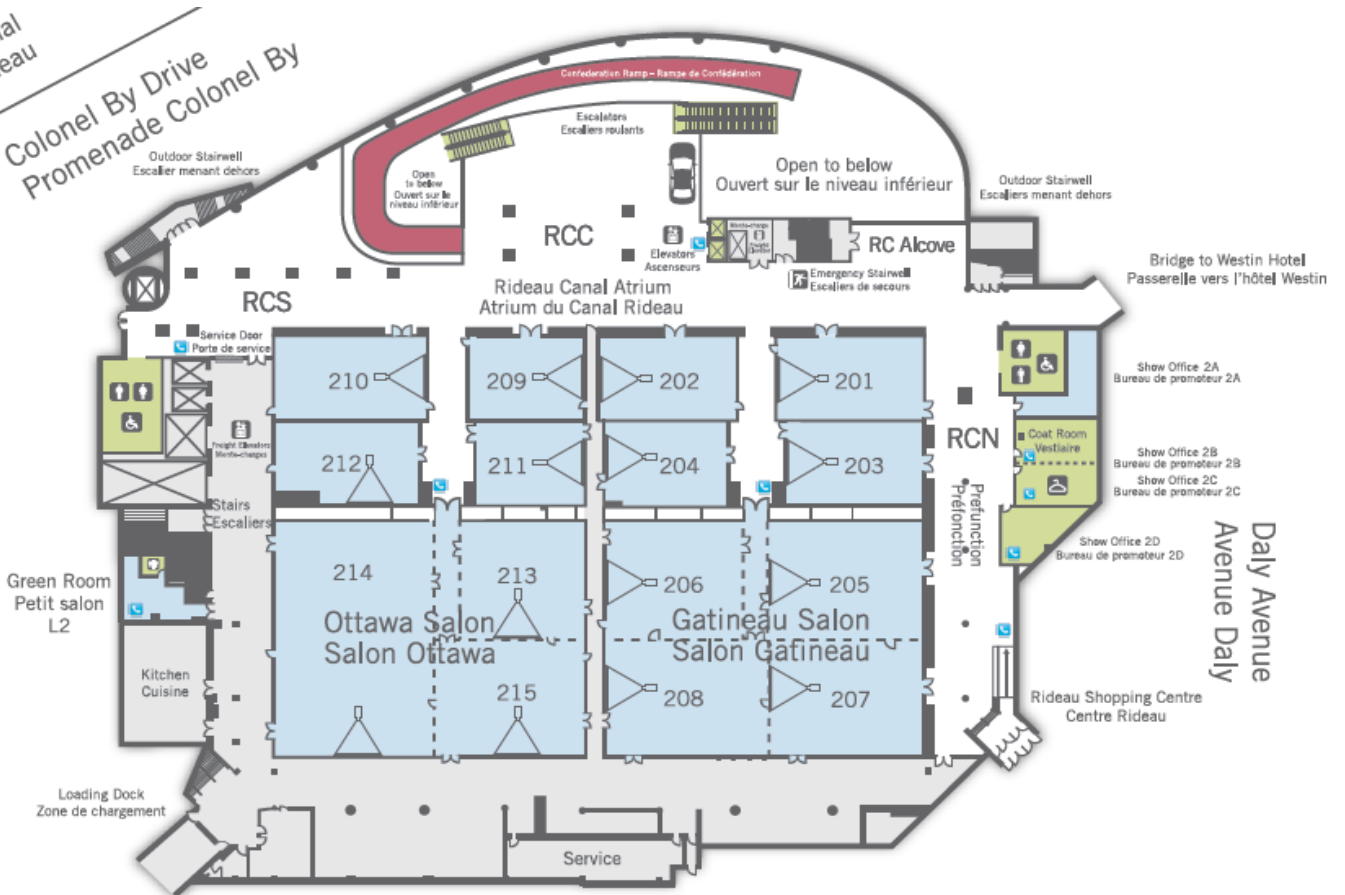 al
eau
Colonel By Drive
Promenade Colonel By
Confederation Ramp – Rampe de Confédération
Escalators
Escaliers roulants
Outdoor Stairwell
Escalier menant dehors
Open
to below
Ouvert sur le
niveau inférieur
Open to below
Ouvert sur le niveau inférieur
Outdoor Stairwell
Escaliers menant dehors
RCC
Monte-charge
Freight Elevator
RC Alcove
Elevators
Ascenseurs
Emergency Stairwell
Escaliers de secours
Bridge to Westin Hotel
Passerelle vers l'hôtel Westin
RCS
Rideau Canal Atrium
Atrium du Canal Rideau
Service Door
Porte de service
210
209
202
201
Show Office 2A
Bureau de promoteur 2A
Freight Elevators
Monte-charges
212
211
204
203
RCN
Coat Room
Vestiaire
Show Office 2B
Bureau de promoteur 2B
Show Office 2C
Bureau de promoteur 2C
Stairs
Escaliers
Prefunction
Préfonction
Show Office 2D
Bureau de promoteur 2D
Daly Avenue
Avenue Daly
Green Room
Petit salon
L2
214
213
206
205
Ottawa Salon
Salon Ottawa
Gatineau Salon
Salon Gatineau
Kitchen
Cuisine
215
208
207
Rideau Shopping Centre
Centre Rideau
Loading Dock
Zone de chargement
Service